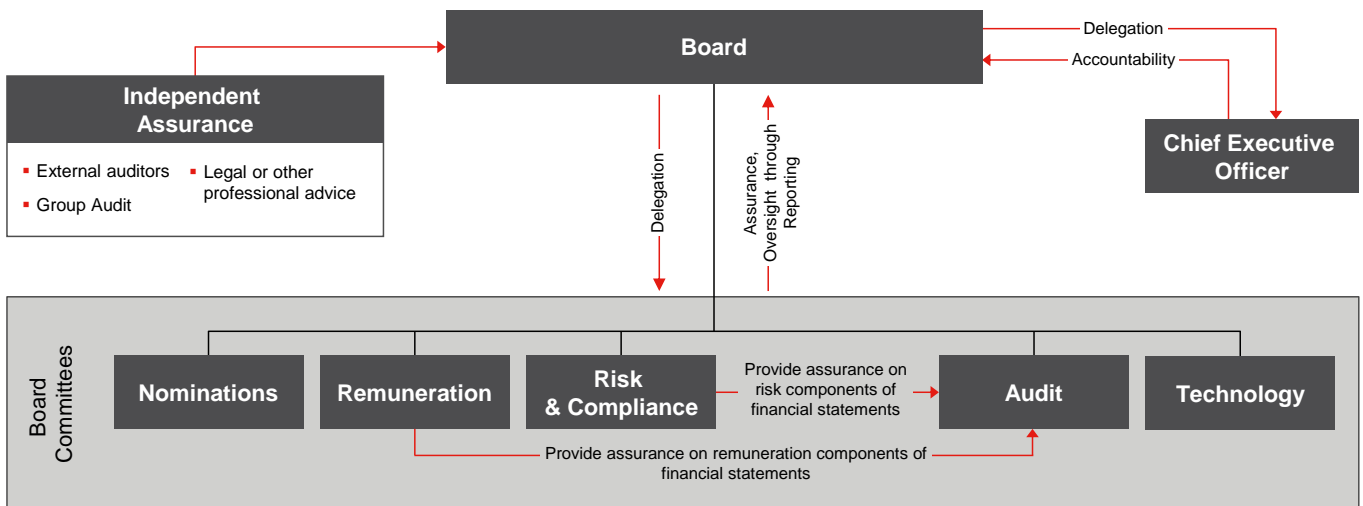 Board
Delegation
Accountability
Independent
Assurance
External auditors
Group Audit
Legal or other
professional advice
Chief Executive
Officer
Delegation
Assurance,
Oversight through
Reporting
Board
Committees
Nominations
Remuneration
Risk
& Compliance
Provide assurance on
risk components of
financial statements
Audit
Technology
Provide assurance on remuneration components of
financial statements